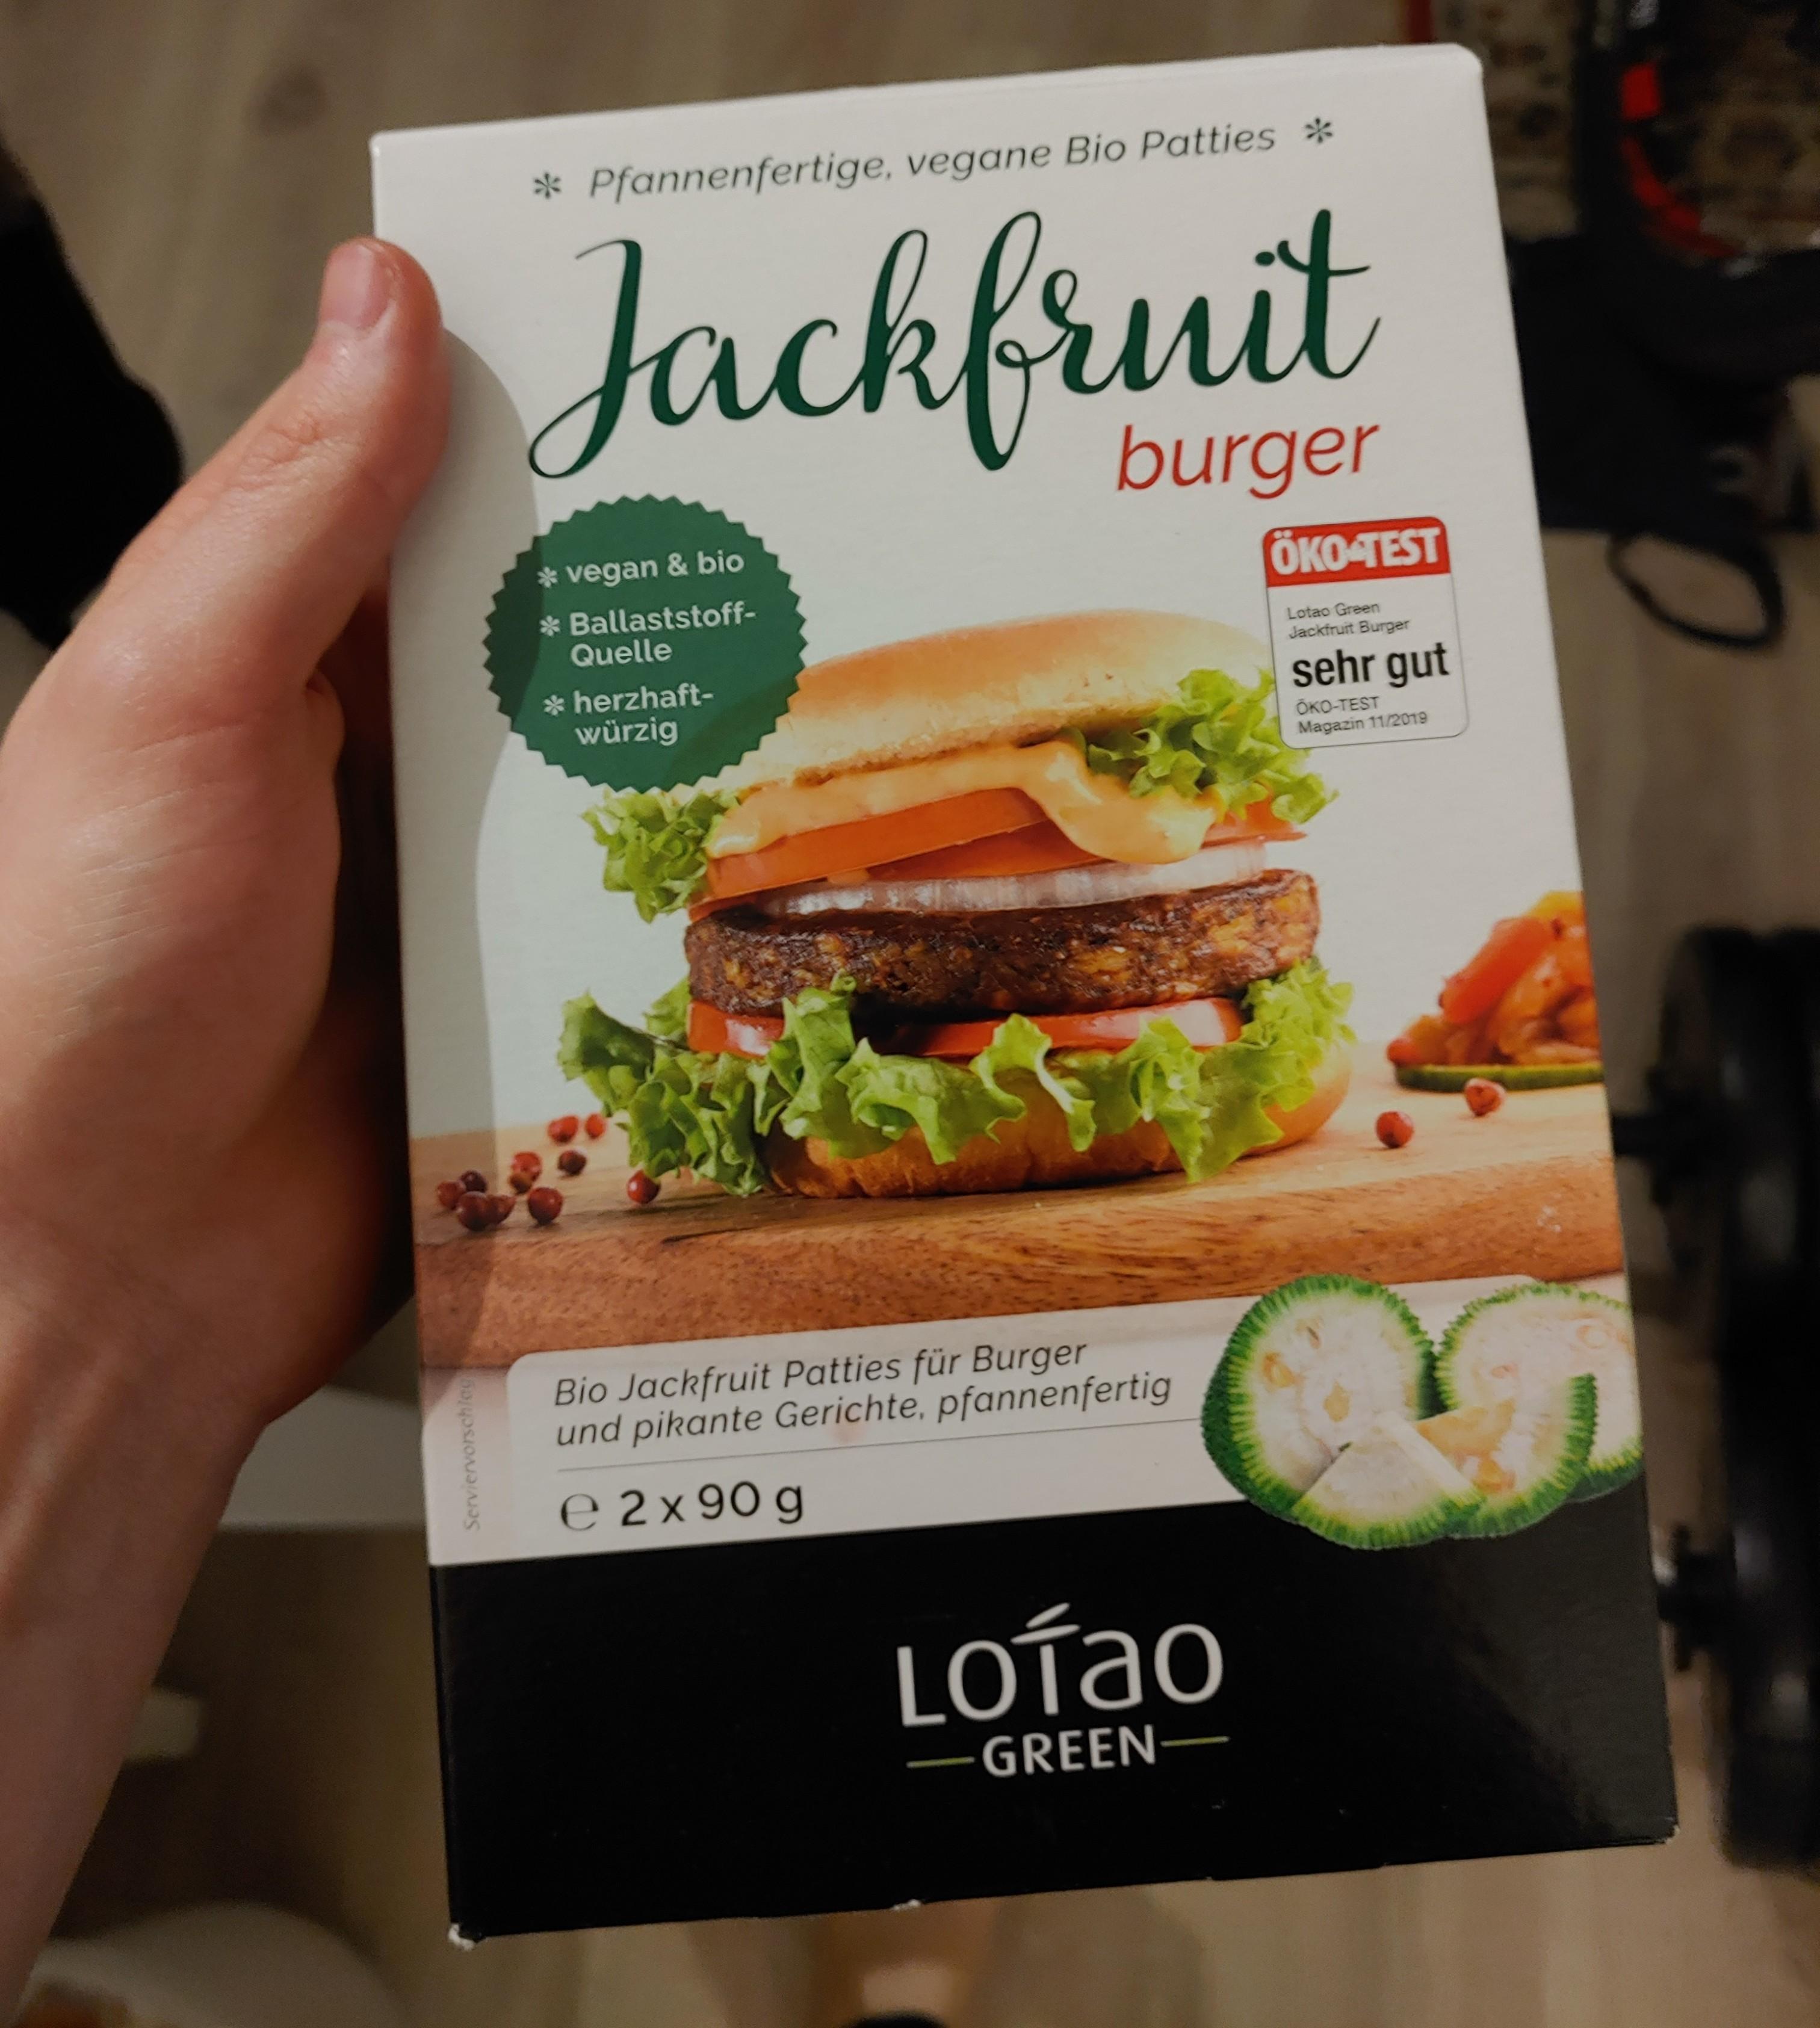 * Pfannenfertige, vegane Bio Patties *
Jackfruit
burger
* vegan & bio
* Ballaststoff-
Quelle
* herzhaft-
würzig
ÖKO-TEST
Lotao Green
Jackfruit Burger
sehr gut
ÖKO-TEST
Magazin 11/2019
Bio Jackfruit Patties für Burger
und pikante Gerichte, pfannenfertig
℮ 2 x 90 g
Serviervorschlag
LOTao
GREEN